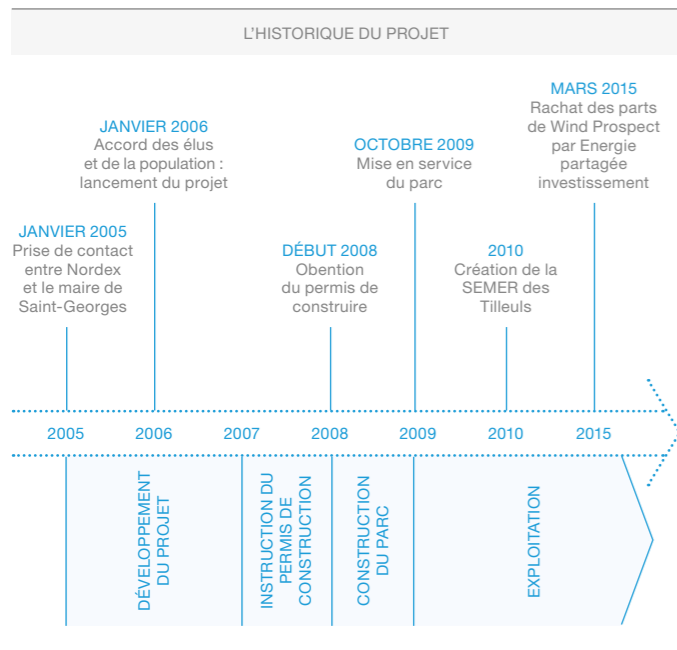 L'HISTORIQUE DU PROJET
JANVIER 2005
Prise de contact
entre Nordex
et le maire de
Saint-Georges
JANVIER 2006
Accord des élus
et de la population :
lancement du projet
DÉBUT 2008
Obention
du permis de
construire
OCTOBRE 2009
Mise en service
du parc
2010
Création de la
SEMER des
Tilleuls
MARS 2015
Rachat des parts
de Wind Prospect
par Energie
partagée
investissement
2005
2006
2007
2008
2009
2010
2015
DÉVELOPPEMENT
DU PROJET
INSTRUCTION DU
PERMIS DE
CONSTRUCTION
CONSTRUCTION
DU PARC
EXPLOITATION